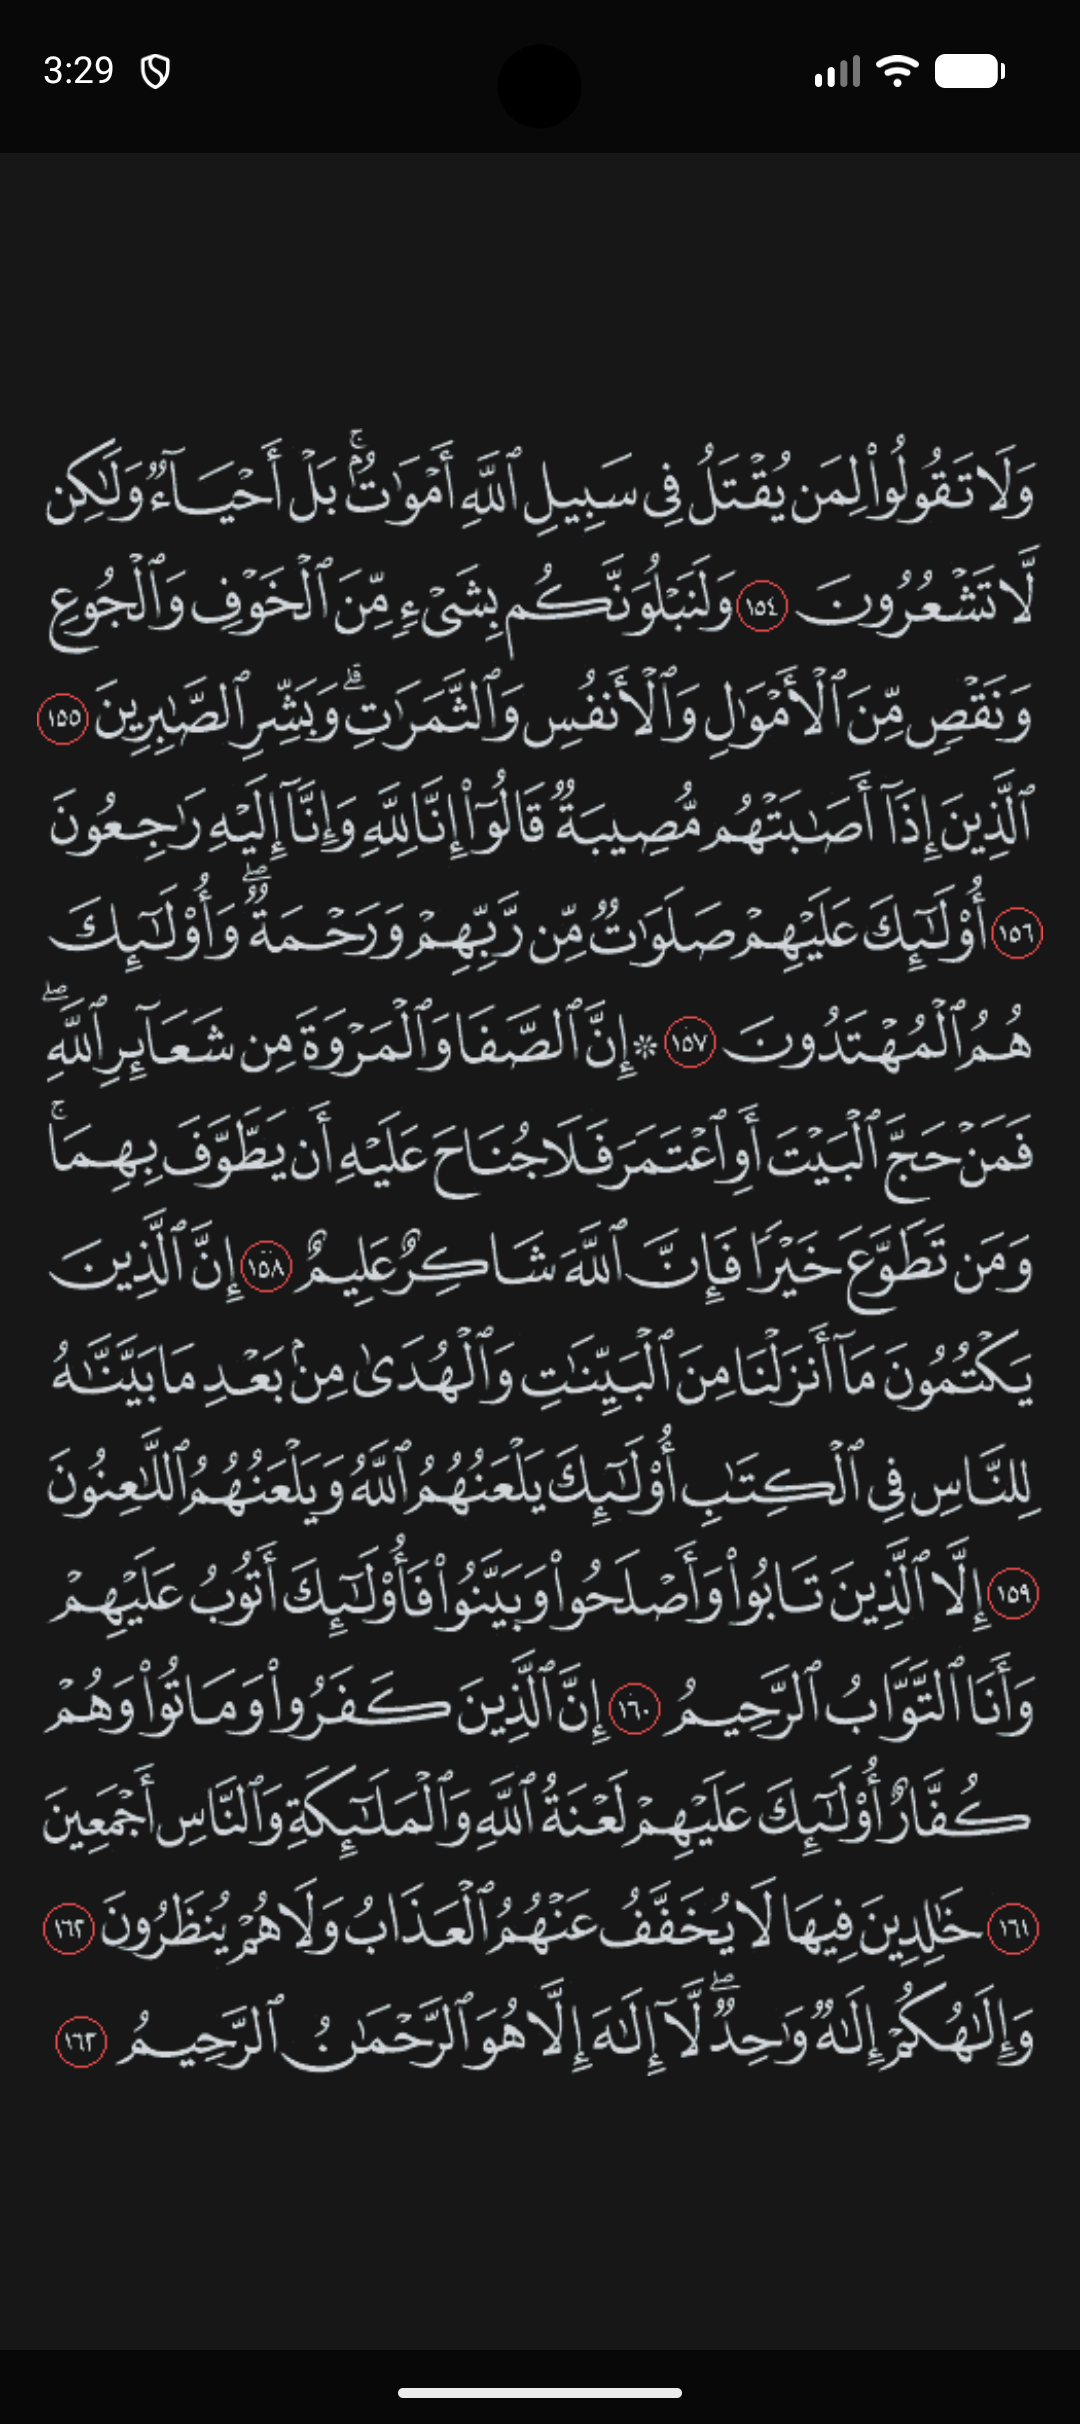 3:29
وَلَا تَقُولُوا۟ لِمَن يُقْتَلُ فِى سَبِيلِ ٱللَّهِ أَمْوَٰتٌۢ ۚ بَلْ أَحْيَآءٌ وَلَٰكِن
لَّا تَشْعُرُونَ ١٥٤ وَلَنَبْلُوَنَّكُم بِشَىْءٍ مِّنَ ٱلْخَوْفِ وَٱلْجُوعِ
وَنَقْصٍ مِّنَ ٱلْأَمْوَٰلِ وَٱلْأَنفُسِ وَٱلثَّمَرَٰتِ ۗ وَبَشِّرِ ٱلصَّٰبِرِينَ ١٥٥
ٱلَّذِينَ إِذَآ أَصَٰبَتْهُم مُّصِيبَةٌ قَالُوٓا۟ إِنَّا لِلَّهِ وَإِنَّآ إِلَيْهِ رَٰجِعُونَ
١٥٦ أُو۟لَٰٓئِكَ عَلَيْهِمْ صَلَوَٰتٌ مِّن رَّبِّهِمْ وَرَحْمَةٌ ۖ وَأُو۟لَٰٓئِكَ
هُمُ ٱلْمُهْتَدُونَ ١٥٧ ۞ إِنَّ ٱلصَّفَا وَٱلْمَرْوَةَ مِن شَعَآئِرِ ٱللَّهِ ۖ
فَمَنْ حَجَّ ٱلْبَيْتَ أَوِ ٱعْتَمَرَ فَلَا جُنَاحَ عَلَيْهِ أَن يَطَّوَّفَ بِهِمَا ۚ
وَمَن تَطَوَّعَ خَيْرًا فَإِنَّ ٱللَّهَ شَاكِرٌ عَلِيمٌ ١٥٨ إِنَّ ٱلَّذِينَ
يَكْتُمُونَ مَآ أَنزَلْنَا مِنَ ٱلْبَيِّنَٰتِ وَٱلْهُدَىٰ مِنۢ بَعْدِ مَا بَيَّنَّٰهُ
لِلنَّاسِ فِى ٱلْكِتَٰبِ أُو۟لَٰٓئِكَ يَلْعَنُهُمُ ٱللَّهُ وَيَلْعَنُهُمُ ٱللَّٰعِنُونَ
١٥٩ إِلَّا ٱلَّذِينَ تَابُوا۟ وَأَصْلَحُوا۟ وَبَيَّنُوا۟ فَأُو۟لَٰٓئِكَ أَتُوبُ عَلَيْهِمْ
وَأَنَا ٱلتَّوَّابُ ٱلرَّحِيمُ ١٦٠ إِنَّ ٱلَّذِينَ كَفَرُوا۟ وَمَاتُوا۟ وَهُمْ
كُفَّارٌ أُو۟لَٰٓئِكَ عَلَيْهِمْ لَعْنَةُ ٱللَّهِ وَٱلْمَلَٰٓئِكَةِ وَٱلنَّاسِ أَجْمَعِينَ
١٦١ خَٰلِدِينَ فِيهَا لَا يُخَفَّفُ عَنْهُمُ ٱلْعَذَابُ وَلَا هُمْ يُنظَرُونَ ١٦٢
وَإِلَٰهُكُمْ إِلَٰهٌ وَٰحِدٌ ۖ لَّآ إِلَٰهَ إِلَّا هُوَ ٱلرَّحْمَٰنُ ٱلرَّحِيمُ ١٦٣